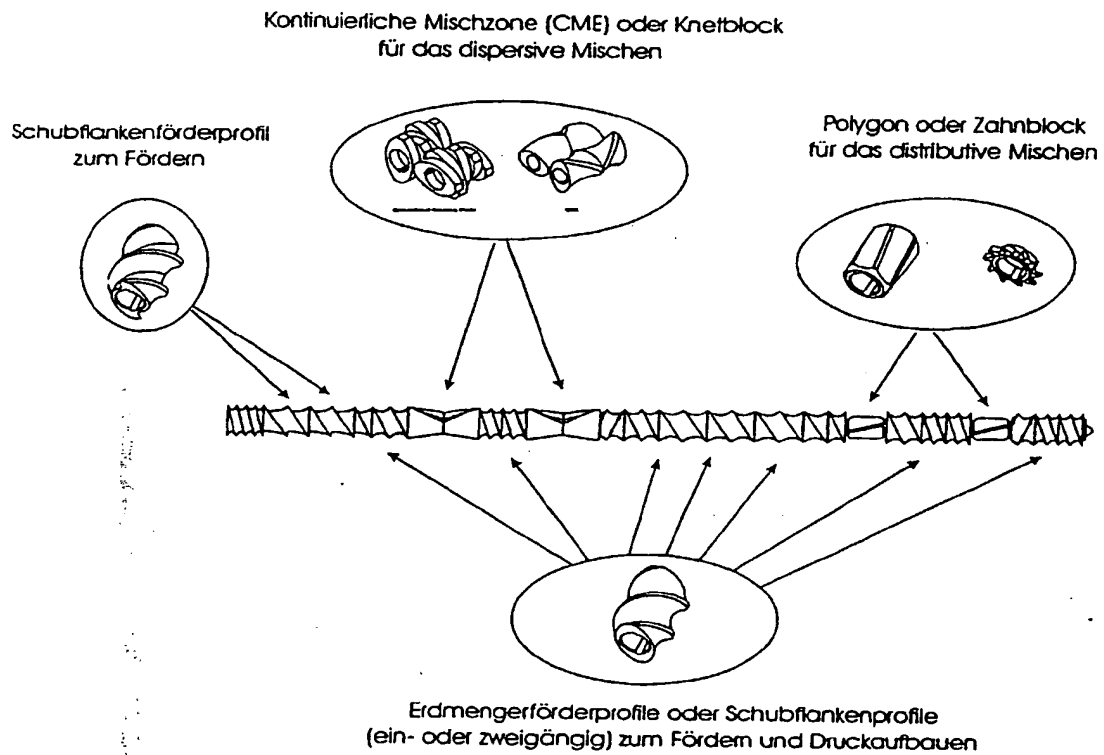 Kontinuierliche Mischzone (CME) oder Knetblock
für das dispersive Mischen
Schubflankenförderprofil
zum Fördern
Polygon oder Zahnblock
für das distributive Mischen
Erdmengerförderprofile oder Schubflankenprofile
(ein- oder zweigängig) zum Fördern und Druckaufbauen